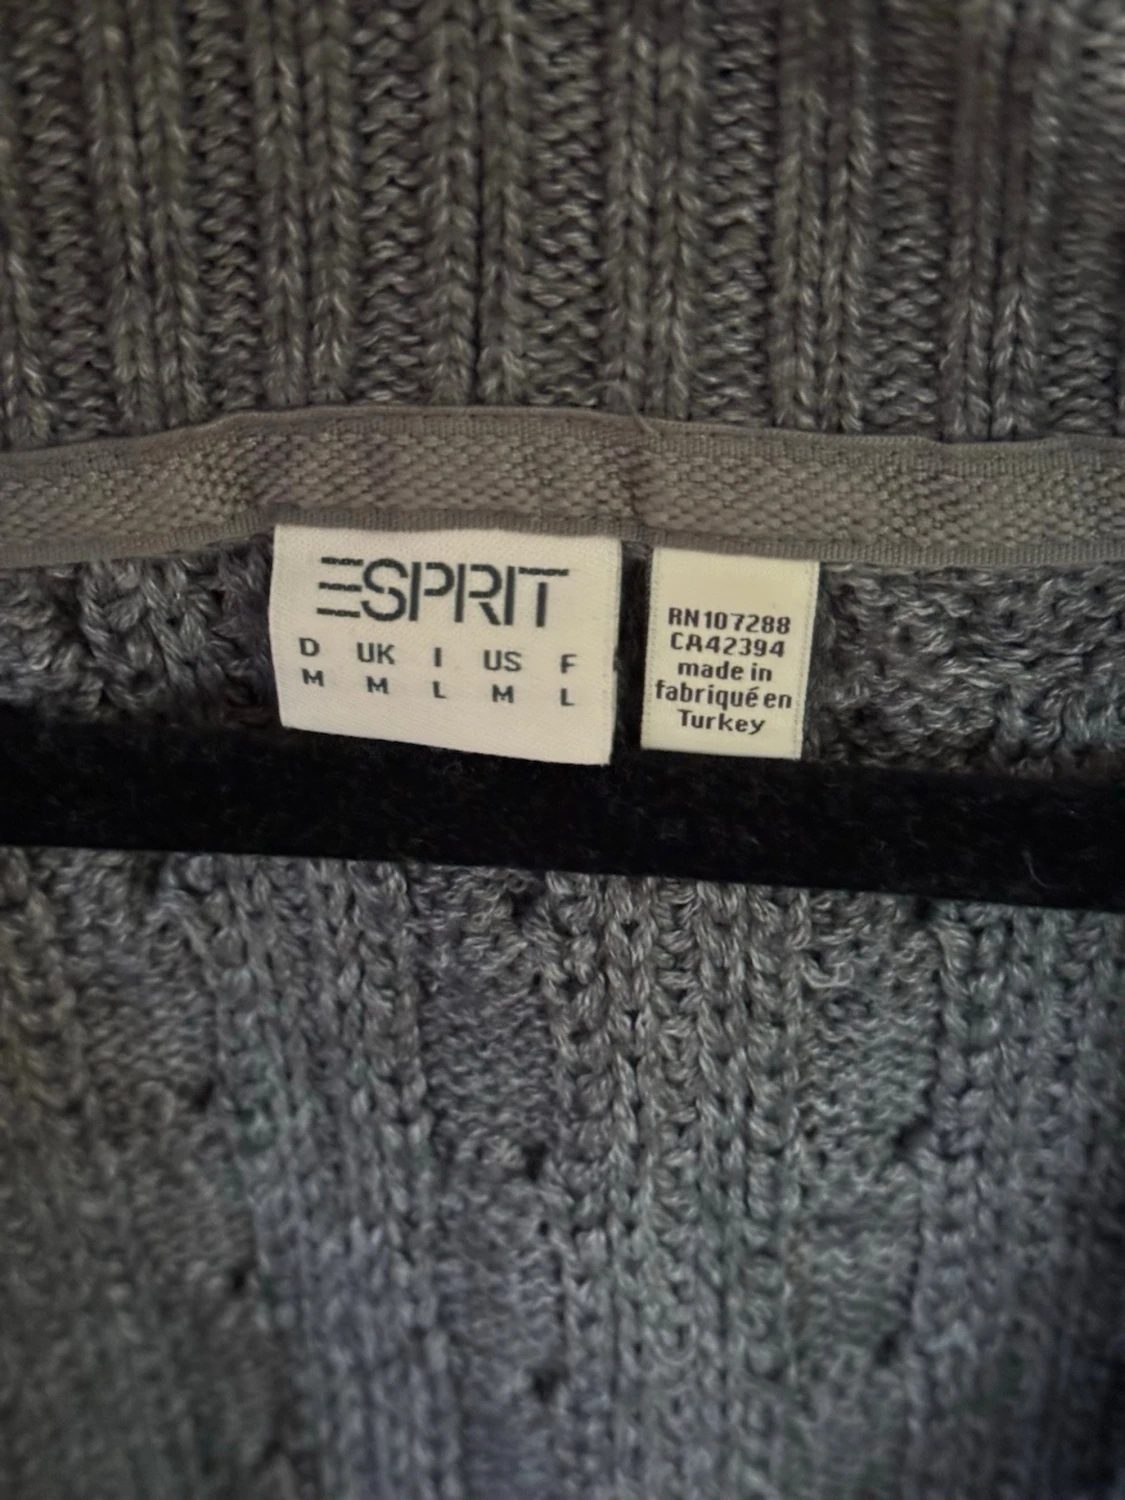 ESPRIT
D UK I US F
M M L M L
RN107288
CA42394
made in
fabriqué en
Turkey